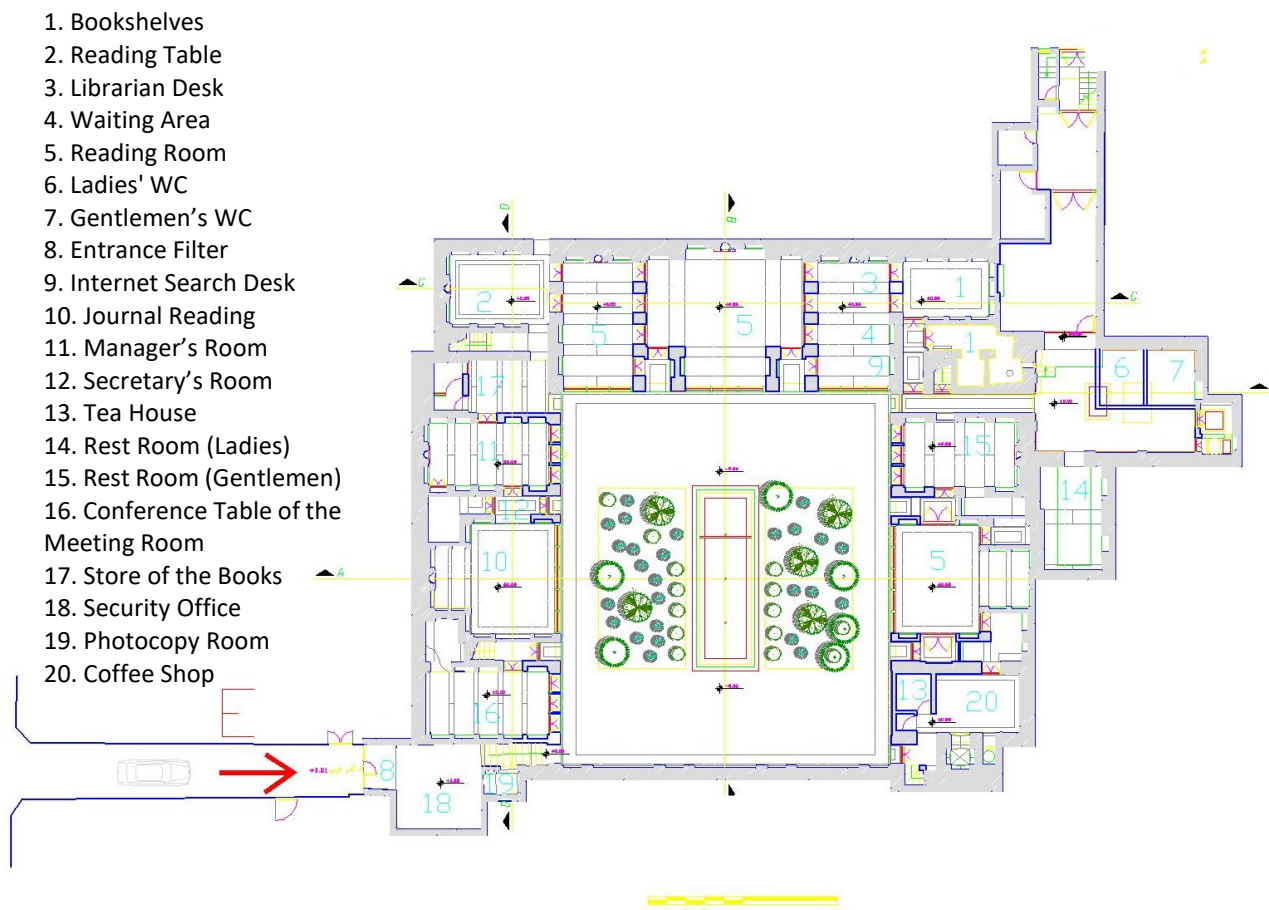 1. Bookshelves
2. Reading Table
3. Librarian Desk
4. Waiting Area
5. Reading Room
6. Ladies' WC
7. Gentlemen’s WC
8. Entrance Filter
9. Internet Search Desk
10. Journal Reading
11. Manager’s Room
12. Secretary’s Room
13. Tea House
14. Rest Room (Ladies)
15. Rest Room (Gentlemen)
16. Conference Table of the
Meeting Room
17. Store of the Books
18. Security Office
19. Photocopy Room
20. Coffee Shop
D
B
C
2
5
5
3
1
C
4
9
1
17
6
7
11
15
12
14
10
5
A
16
13
20
E
8
18
19
D